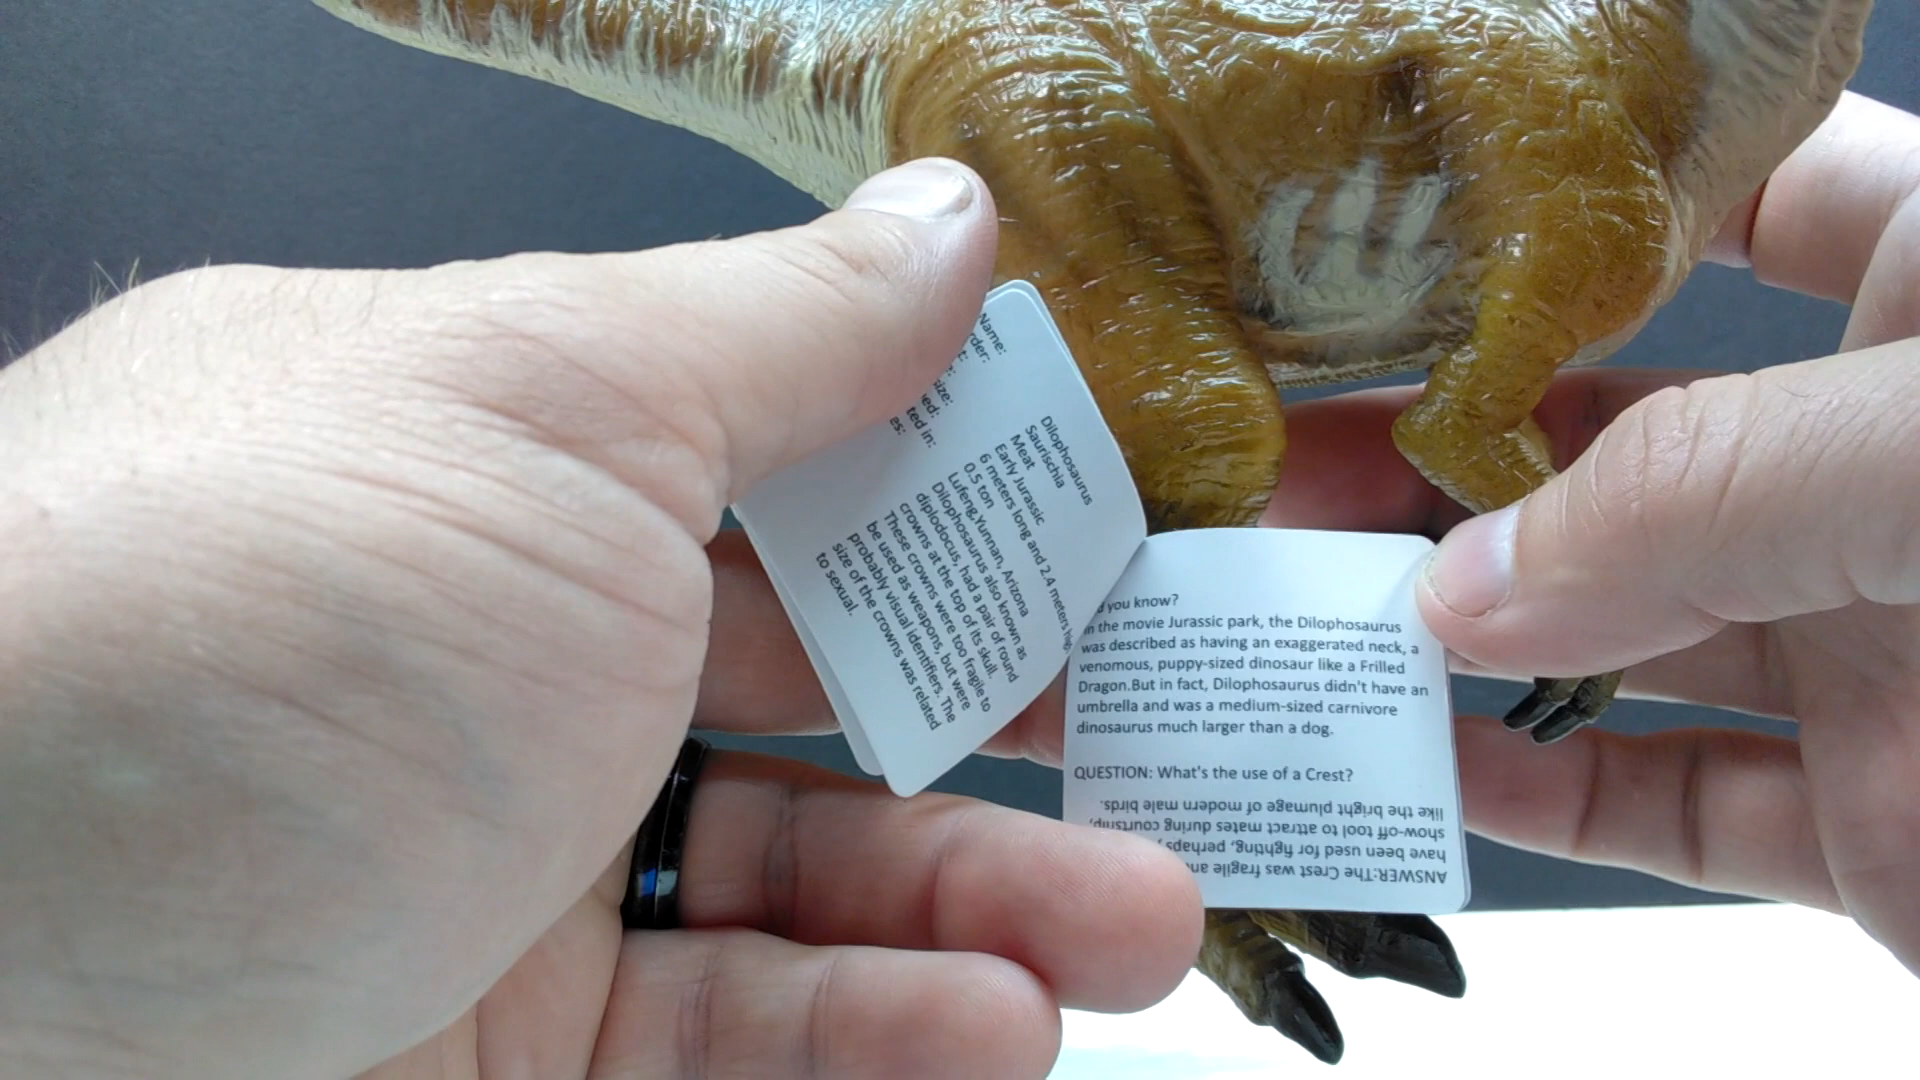 Name:
rder:
t:
e:
size:
ed:
ted in:
es:
Dilophosaurus
Saurischia
Meat
Early Jurassic
6 meters long and 2.4 meters hig
0.5 ton
Lufeng,Yunnan, Arizona
Dilophosaurus also known as
diplodocus, had a pair of round
crowns at the top of its skull.
These crowns were too fragile to
be used as weapons, but were
probably visual identifiers. The
size of the crowns was related
to sexual.
d you know?
In the movie Jurassic park, the Dilophosaurus
was described as having an exaggerated neck, a
venomous, puppy-sized dinosaur like a Frilled
Dragon.But in fact, Dilophosaurus didn't have an
umbrella and was a medium-sized carnivore
dinosaurus much larger than a dog.
QUESTION: What's the use of a Crest?
ANSWER:The Crest was fragile an
have been used for fighting, perhaps
show-off tool to attract mates during courtship,
like the bright plumage of modern male birds.